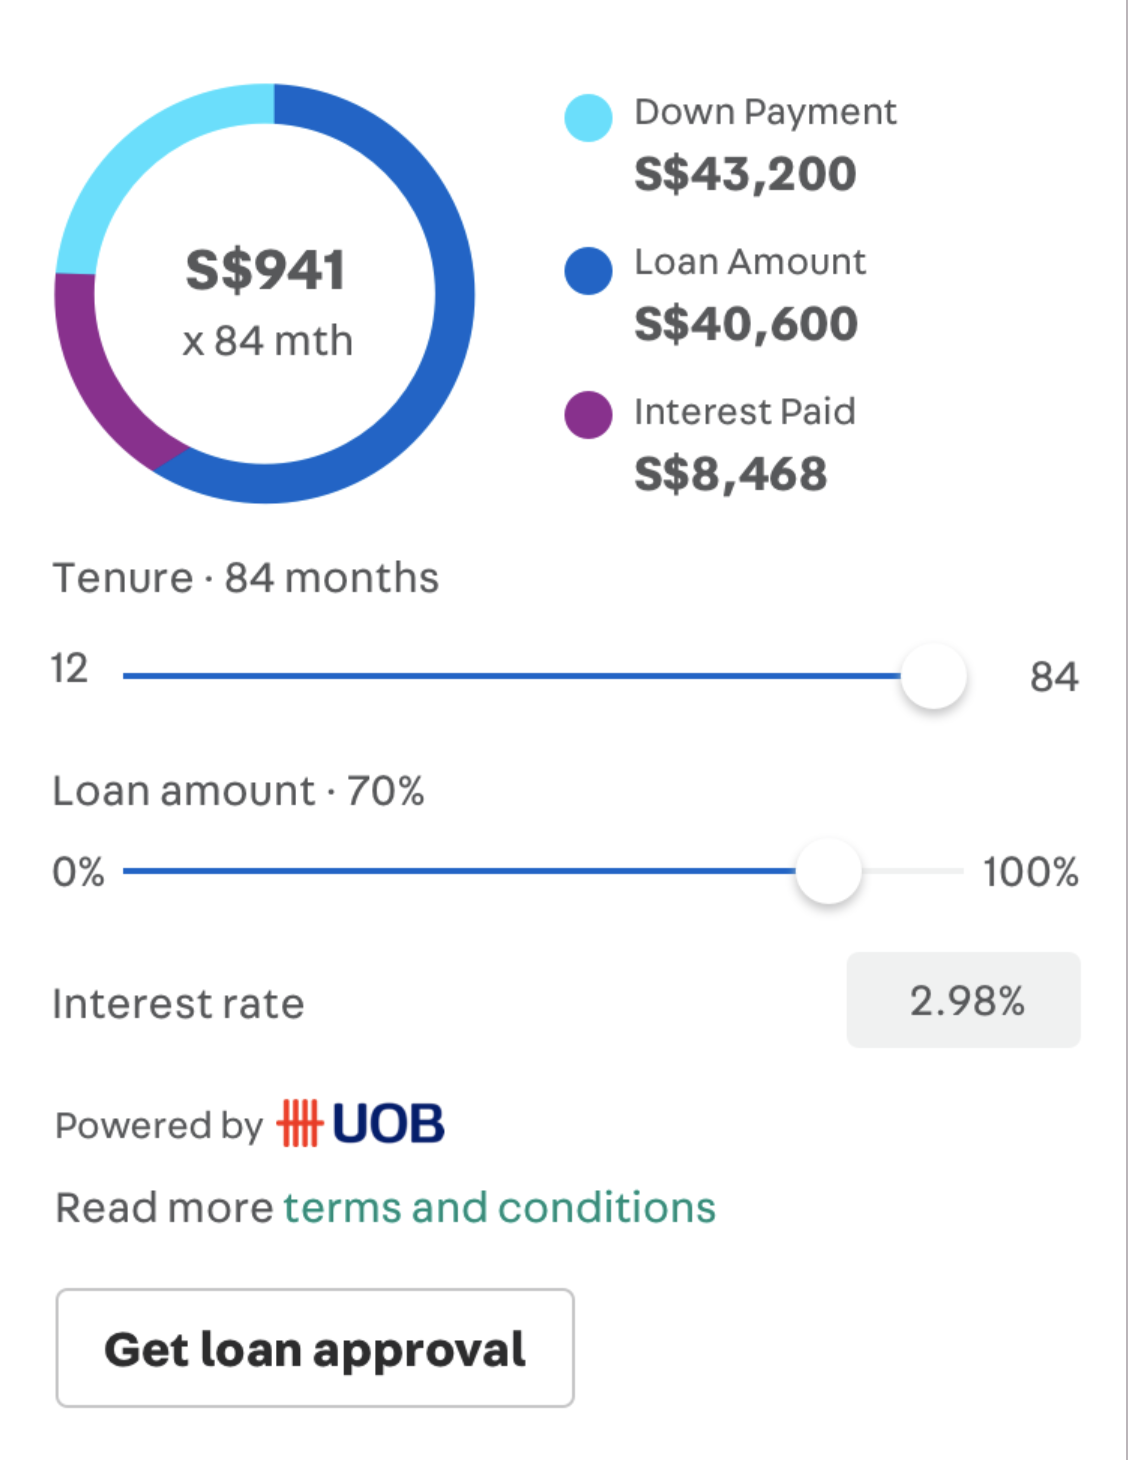 S$941
x 84 mth
Down Payment
S$43,200
Loan Amount
S$40,600
Interest Paid
S$8,468
Tenure · 84 months
12 84
Loan amount · 70%
0% 100%
Interest rate 2.98%
Powered by UOB
Read more terms and conditions
Get loan approval